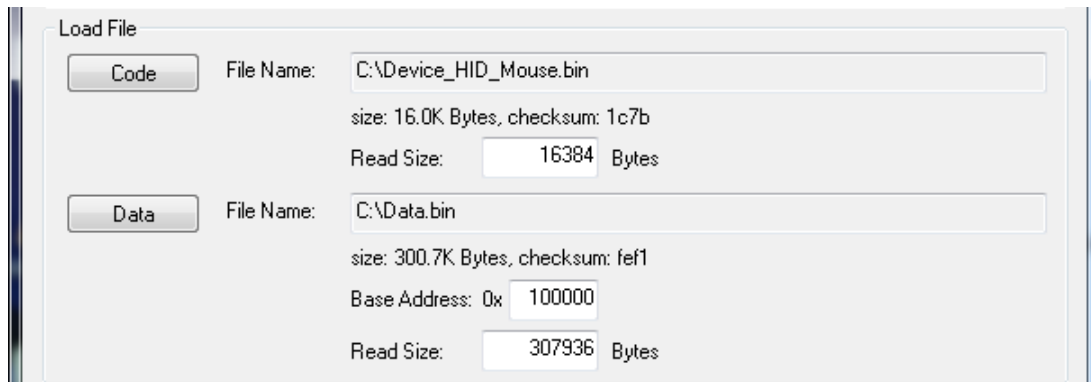 Load File
Code File Name: C:\Device_HID_Mouse.bin
size: 16.0K Bytes, checksum: 1c7b
Read Size: 16384 Bytes
Data File Name: C:\Data.bin
size: 300.7K Bytes, checksum: fef1
Base Address: 0x 100000
Read Size: 307936 Bytes